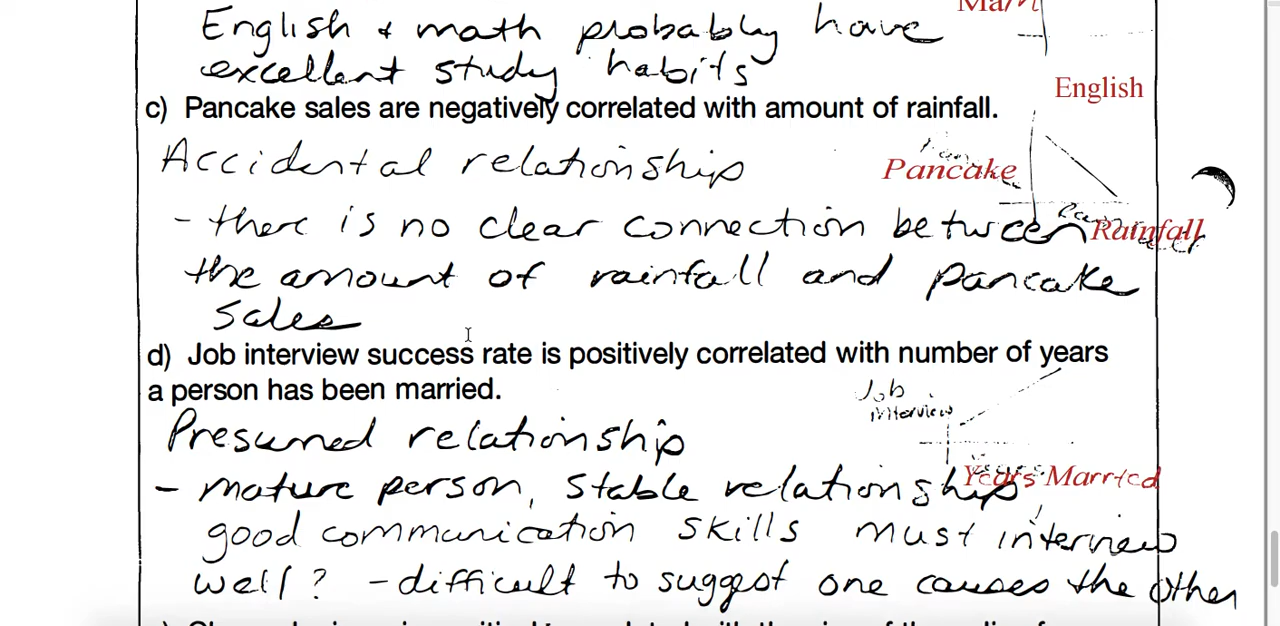 Math
English & math probably have
excellent study habits
English
c) Pancake sales are negatively correlated with amount of rainfall.
Accidental relationship
Pancake
- there is no clear connection between
Rainfall
the amount of rainfall and pancake
sales
d) Job interview success rate is positively correlated with number of years
a person has been married.
Job
interview
Presumed relationship
Years Married
- mature person, stable relationship
good communication skills must interview
well? - difficult to suggest one causes the other